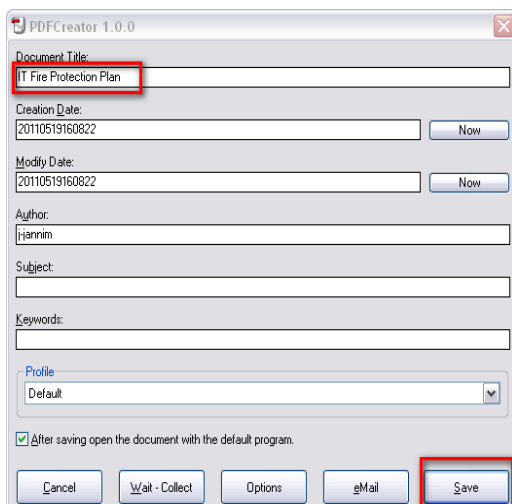 PDFCreator 1.0.0
Document Title:
IT Fire Protection Plan
Creation Date:
20110519160822
Now
Modify Date:
20110519160822
Now
Author:
j-jannim
Subject:
Keywords:
Profile
Default
After saving open the document with the default program.
Cancel
Wait - Collect
Options
eMail
Save